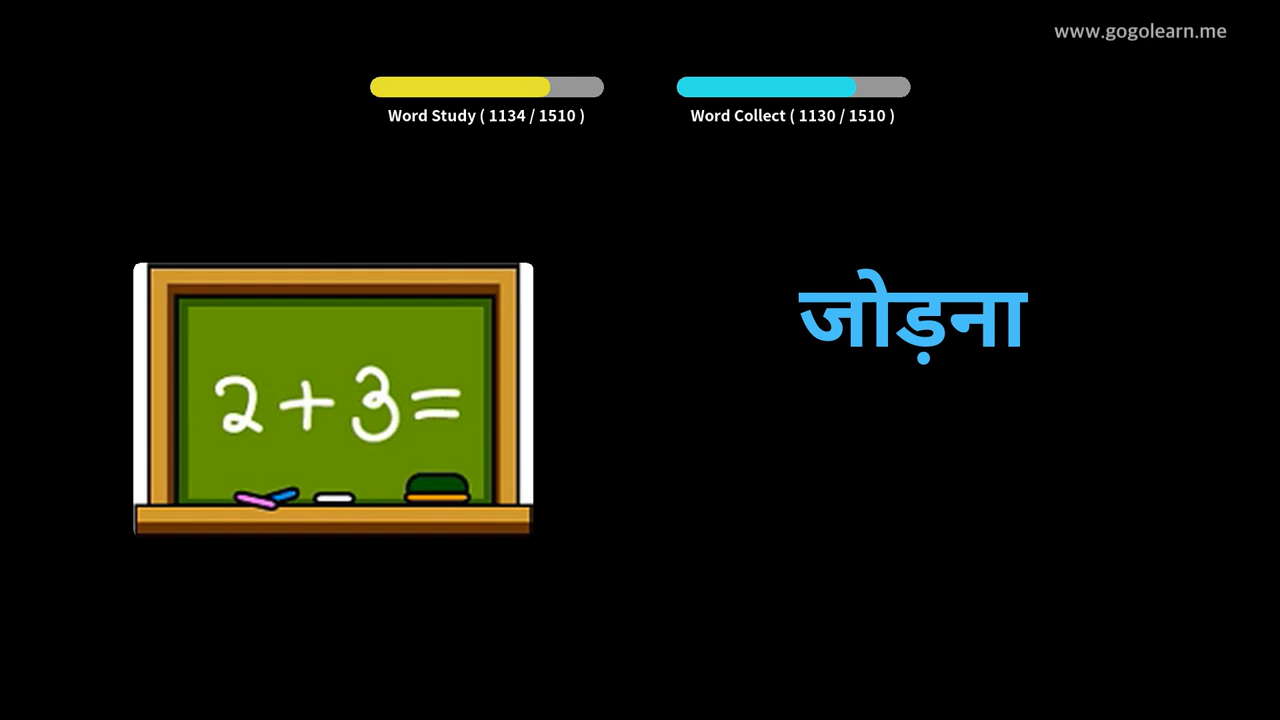 www.gogolearn.me
Word Study ( 1134 / 1510 )
Word Collect ( 1130 / 1510 )
2+3=
जोड़ना